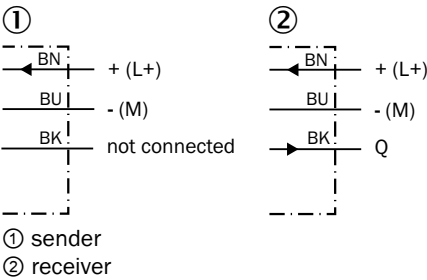 ① ②
BN + (L+) BN + (L+)
BU - (M) BU - (M)
BK not connected BK Q
① sender
② receiver